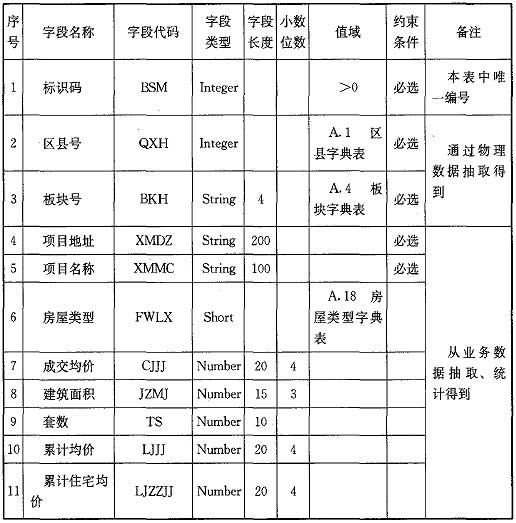 序号 字段名称 字段代码 字段类型 字段长度 小数位数 值域 约束条件 备注
1 标识码 BSM Integer >0 必选 本表中唯一编号
2 区县号 QXH Integer A.1 区县字典表 必选 通过物理数据抽取得到
3 板块号 BKH String 4 A.4 板块字典表 必选
4 项目地址 XMDZ String 200 必选 从业务数据抽取、统计得到
5 项目名称 XMMC String 100 必选
6 房屋类型 FWLX Short A.18 房屋类型字典表
7 成交均价 CJJJ Number 20 4
8 建筑面积 JZMJ Number 15 3
9 套数 TS Number 10
10 累计均价 LJJJ Number 20 4
11 累计住宅均价 LJZZJJ Number 20 4